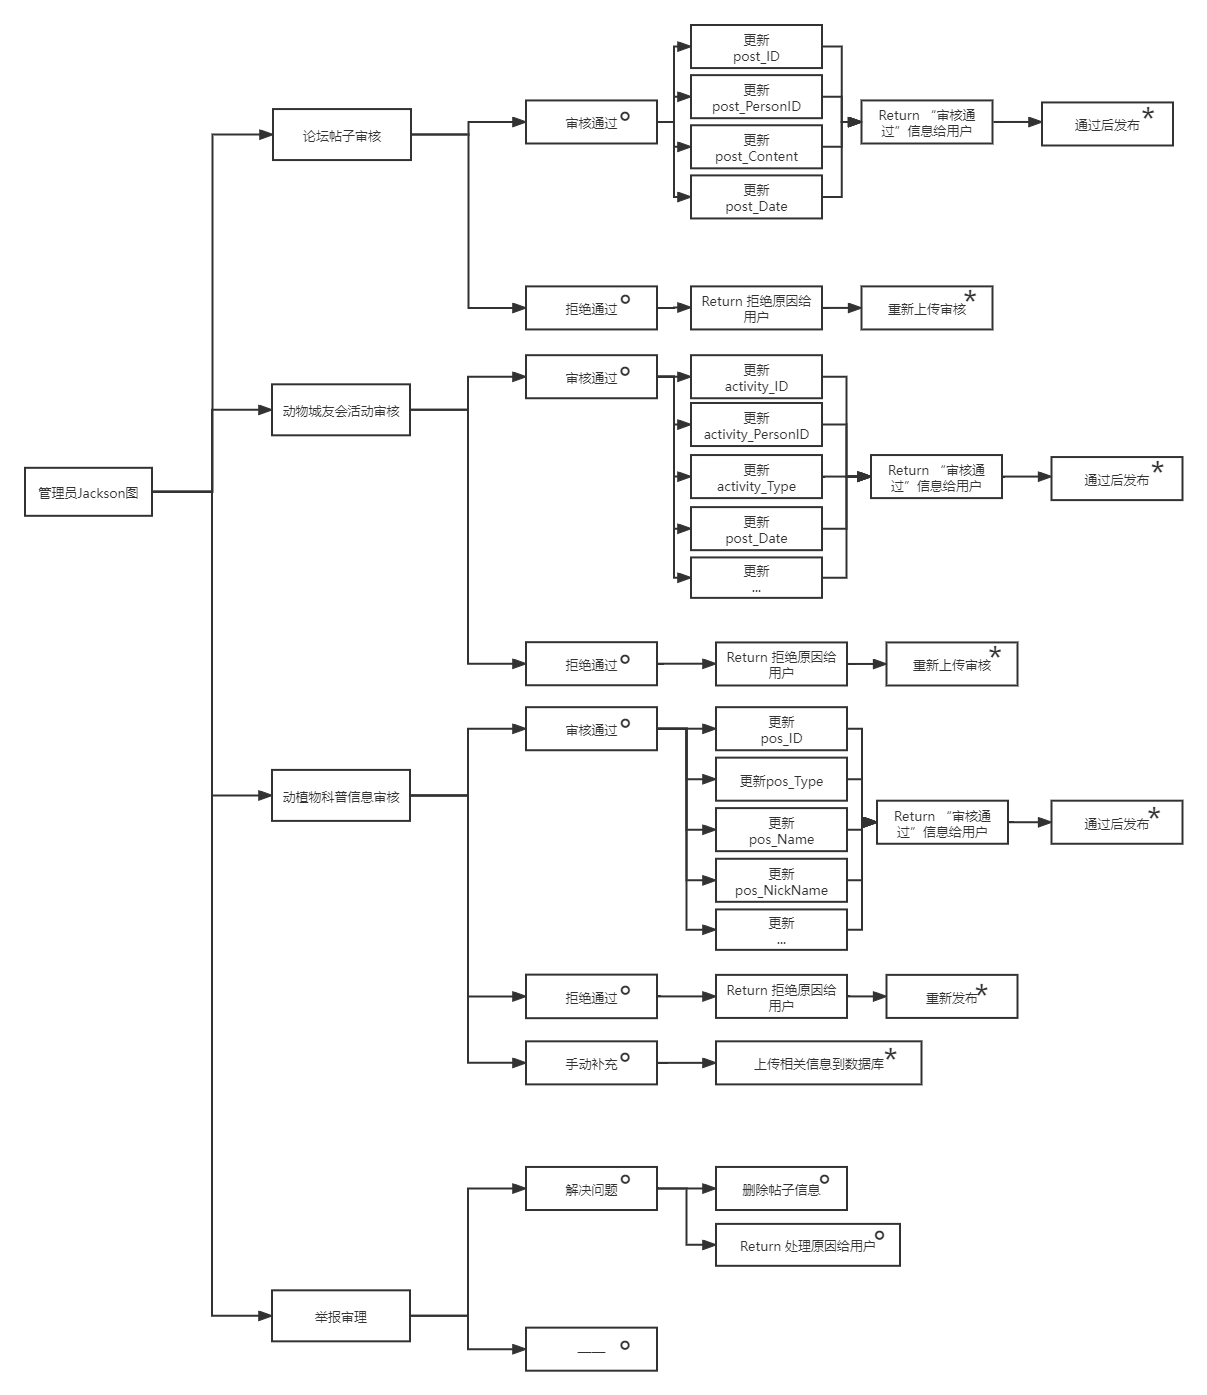 管理员Jackson图
论坛帖子审核
审核通过
更新
post_ID
更新
post_PersonID
更新
post_Content
更新
post_Date
Return “审核通
过”信息给用户
通过后发布*
拒绝通过
Return 拒绝原因给
用户
重新上传审核*
动物城友会活动审核
审核通过
更新
activity_ID
更新
activity_PersonID
更新
activity_Type
更新
post_Date
更新
...
Return “审核通
过”信息给用户
通过后发布*
拒绝通过
Return 拒绝原因给
用户
重新上传审核*
动植物科普信息审核
审核通过
更新
pos_ID
更新pos_Type
更新
pos_Name
更新
pos_NickName
更新
...
Return “审核通
过”信息给用户
通过后发布*
拒绝通过
Return 拒绝原因给
用户
重新发布*
手动补充
上传相关信息到数据库*
举报审理
解决问题
删除帖子信息
Return 处理原因给用户
——